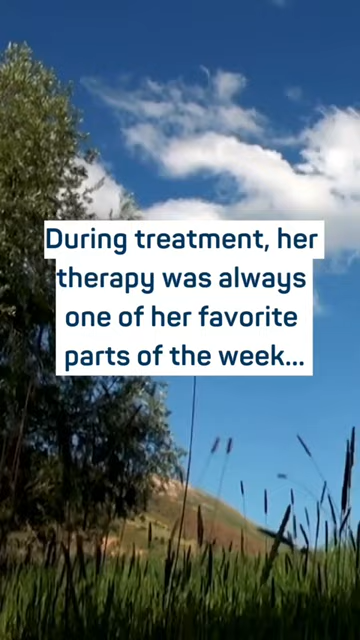 During treatment, her
therapy was always
one of her favorite
parts of the week...